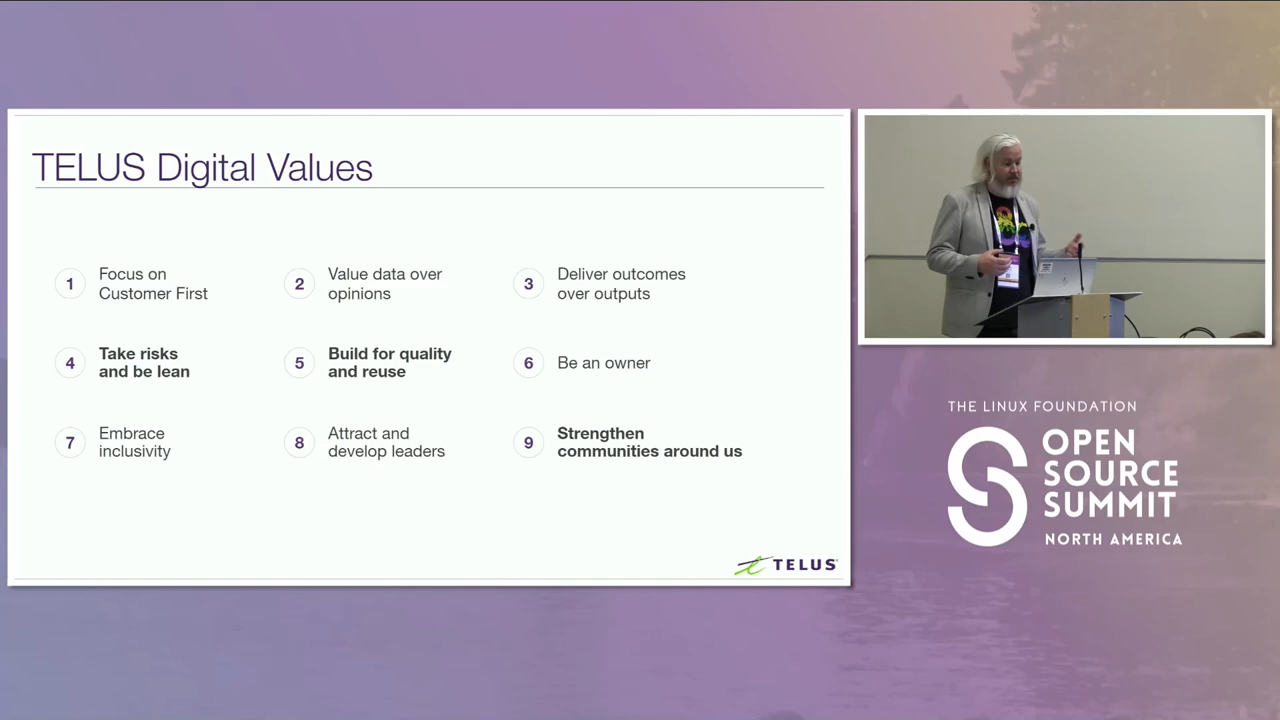 TELUS Digital Values
1
Focus on
Customer First
2
Value data over
opinions
3
Deliver outcomes
over outputs
4
Take risks
and be lean
5
Build for quality
and reuse
6
Be an owner
7
Embrace
inclusivity
8
Attract and
develop leaders
9
Strengthen
communities around us
TELUS
THE LINUX FOUNDATION
OPEN
SOURCE
SUMMIT
NORTH AMERICA